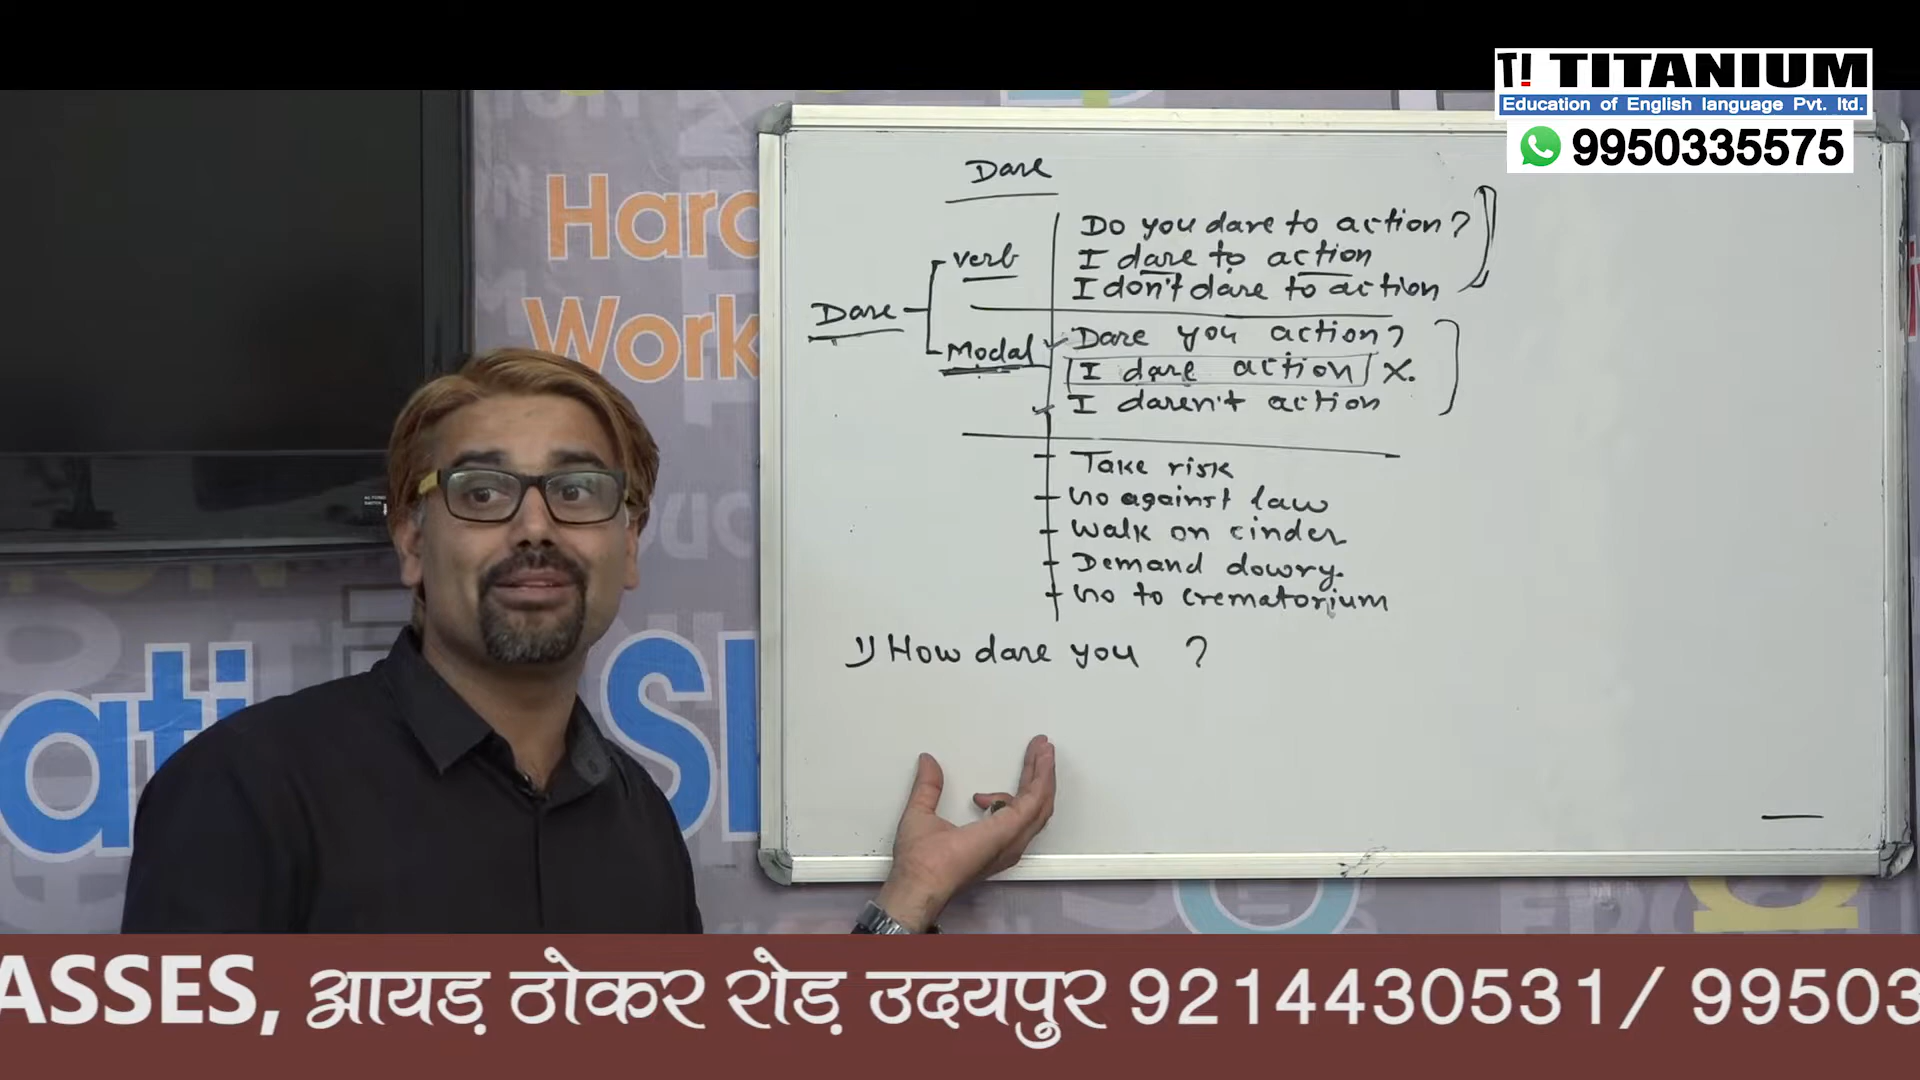 T! TITANIUM
Education of English language Pvt. ltd.
9950335575
Hard
Work
ati
Sk
Dare
Dare
Verb
Modal
Do you dare to action?
I dare to action
I don't dare to action
Dare you action?
I dare action X.
I daren't action
Take risk
Go against law
Walk on cinder
Demand dowry.
Go to crematorium
1) How dare you ?
ASSES, आयड़ ठोकर रोड़ उदयपुर 9214430531/ 99503